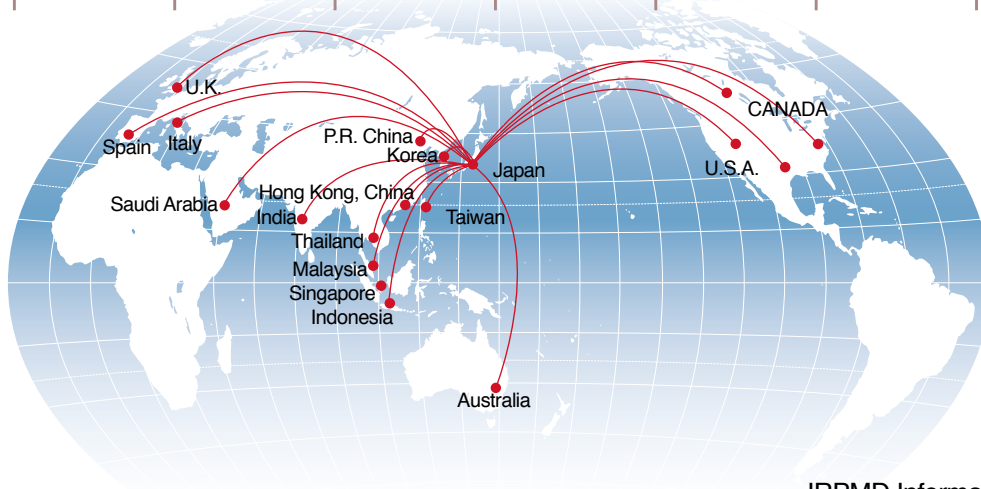 U.K.
CANADA
P.R. China
Spain
Italy
Korea
U.S.A.
Japan
Hong Kong, China
Saudi Arabia
India
Taiwan
Thailand
Malaysia
Singapore
Indonesia
Australia